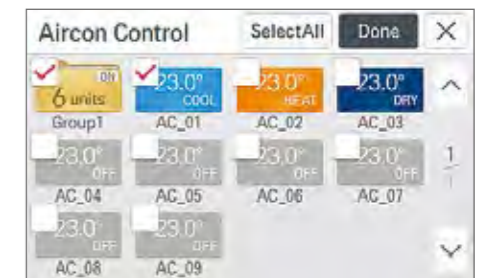 Aircon Control SelectAll Done
ON
6 units 23.0° COOL 23.0° HEAT 23.0° DRY
Group1 AC_01 AC_02 AC_03
23.0° OFF 23.0° OFF 23.0° OFF 23.0° OFF
AC_04 AC_05 AC_06 AC_07
1
1
23.0° OFF 23.0° OFF
AC_08 AC_09